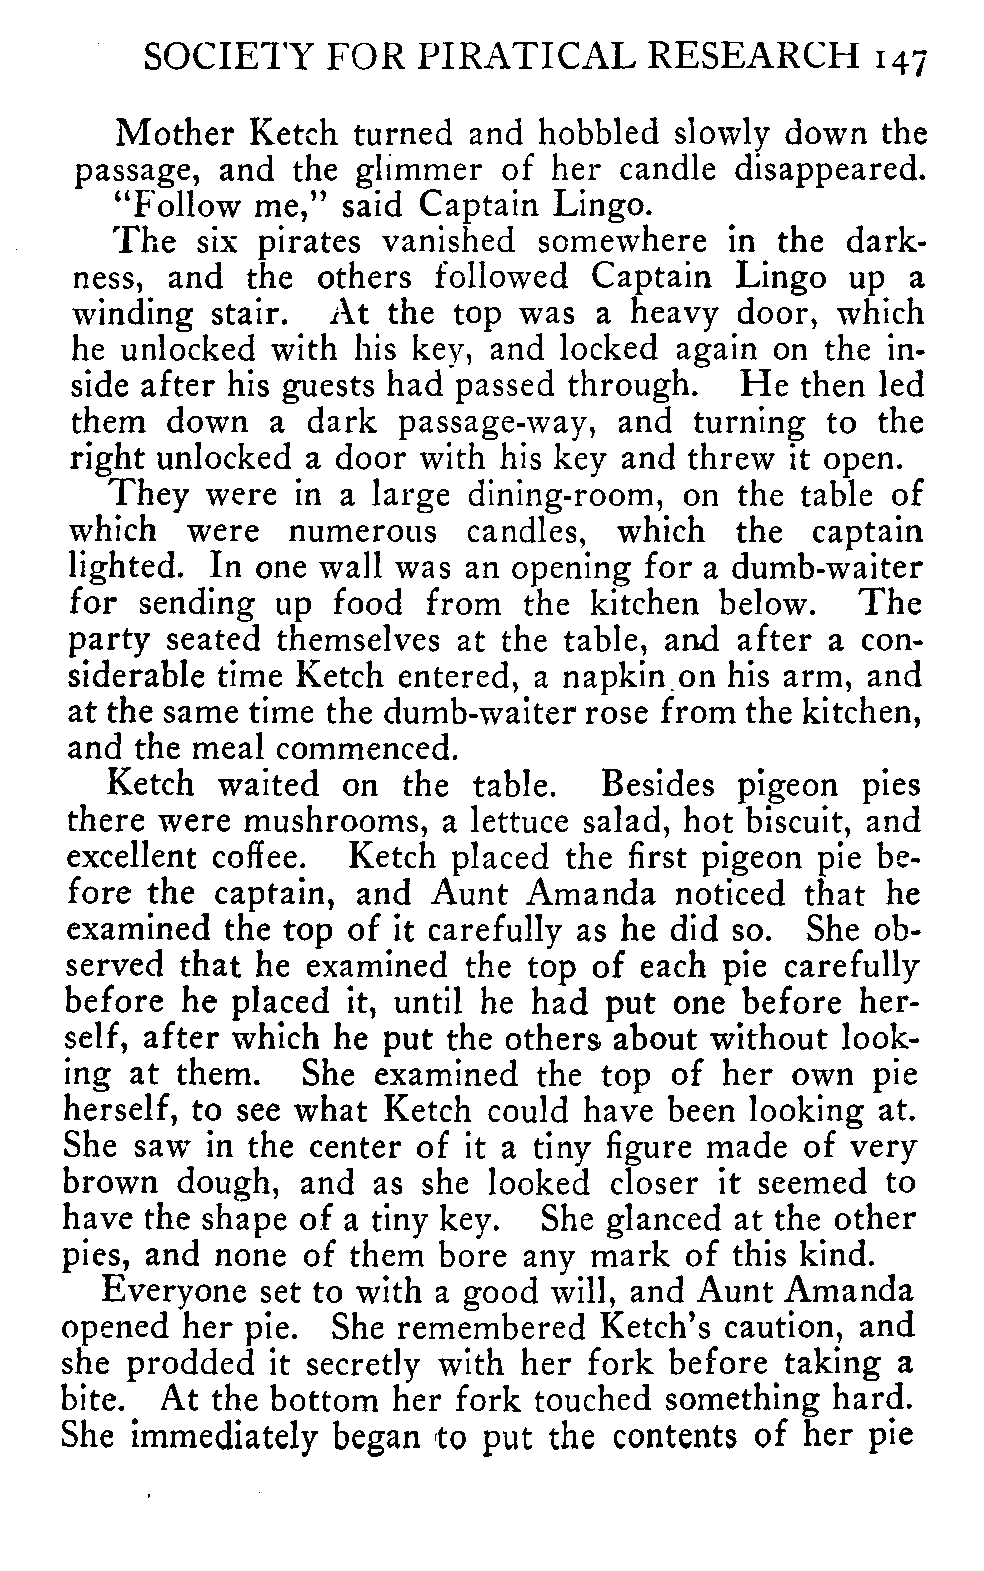 SOCIETY FOR PIRATICAL RESEARCH 147
Mother Ketch turned and hobbled slowly down the
passage, and the glimmer of her candle disappeared.
"Follow me," said Captain Lingo.
The six pirates vanished somewhere in the dark-
ness, and the others followed Captain Lingo up a
winding stair. At the top was a heavy door, which
he unlocked with his key, and locked again on the in-
side after his guests had passed through. He then led
them down a dark passage-way, and turning to the
right unlocked a door with his key and threw it open.
They were in a large dining-room, on the table of
which were numerous candles, which the captain
lighted. In one wall was an opening for a dumb-waiter
for sending up food from the kitchen below. The
party seated themselves at the table, and after a con-
siderable time Ketch entered, a napkin on his arm, and
at the same time the dumb-waiter rose from the kitchen,
and the meal commenced.
Ketch waited on the table. Besides pigeon pies
there were mushrooms, a lettuce salad, hot biscuit, and
excellent coffee. Ketch placed the first pigeon pie be-
fore the captain, and Aunt Amanda noticed that he
examined the top of it carefully as he did so. She ob-
served that he examined the top of each pie carefully
before he placed it, until he had put one before her-
self, after which he put the others about without look-
ing at them. She examined the top of her own pie
herself, to see what Ketch could have been looking at.
She saw in the center of it a tiny figure made of very
brown dough, and as she looked closer it seemed to
have the shape of a tiny key. She glanced at the other
pies, and none of them bore any mark of this kind.
Everyone set to with a good will, and Aunt Amanda
opened her pie. She remembered Ketch's caution, and
she prodded it secretly with her fork before taking a
bite. At the bottom her fork touched something hard.
She immediately began to put the contents of her pie